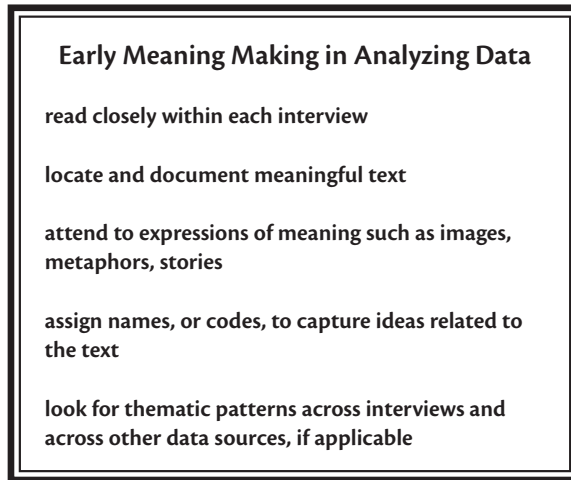 Early Meaning Making in Analyzing Data
read closely within each interview
locate and document meaningful text
attend to expressions of meaning such as images,
metaphors, stories
assign names, or codes, to capture ideas related to
the text
look for thematic patterns across interviews and
across other data sources, if applicable